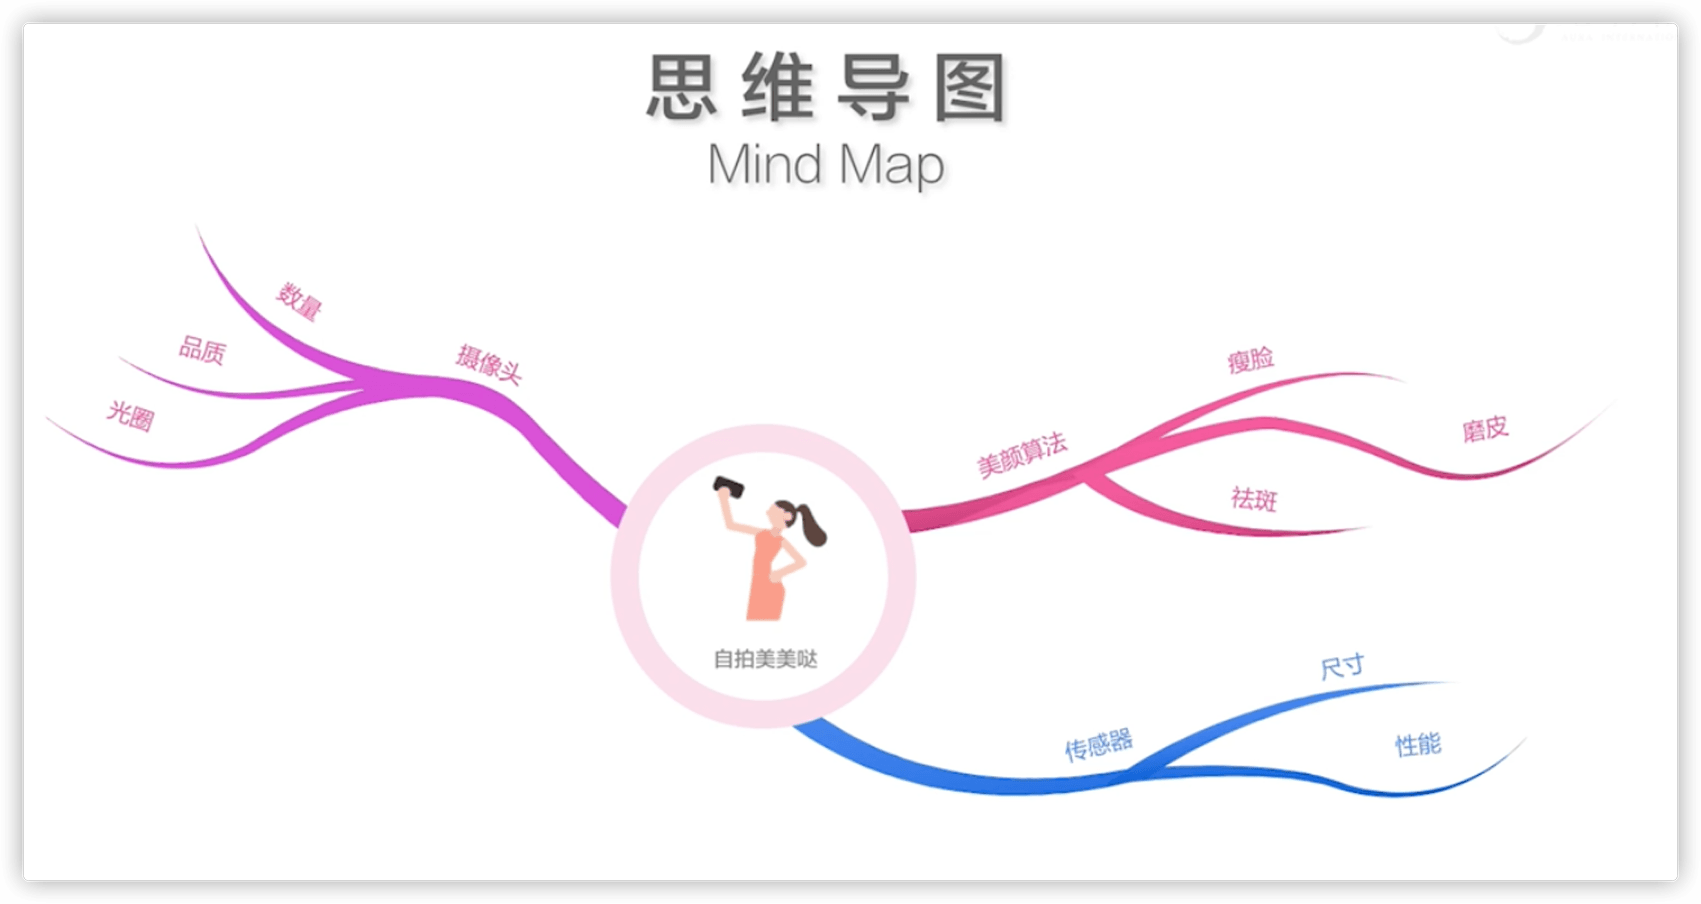 思维导图
Mind Map
数量
品质
光圈
摄像头
自拍美美哒
美颜算法
瘦脸
磨皮
祛斑
传感器
尺寸
性能